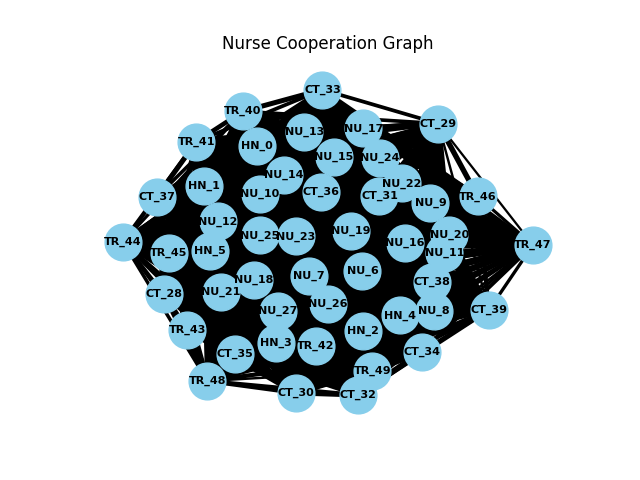 Nurse Cooperation Graph
CT_33
TR_40
CT_29
NU_13
NU_17
TR_41
HN_0
NU_15
NU_24
NU_14
NU_22
HN_1
NU_10
CT_36
CT_31
TR_46
CT_37
NU_9
NU_12
NU_19
NU_20
NU_25
NU_23
TR_44
NU_16
TR_47
HN_5
TR_45
NU_11
NU_6
NU_7
NU_18
CT_38
NU_21
CT_28
NU_26
CT_39
NU_27
NU_8
HN_4
TR_43
HN_2
HN_3
TR_42
CT_34
CT_35
TR_49
TR_48
CT_30
CT_32